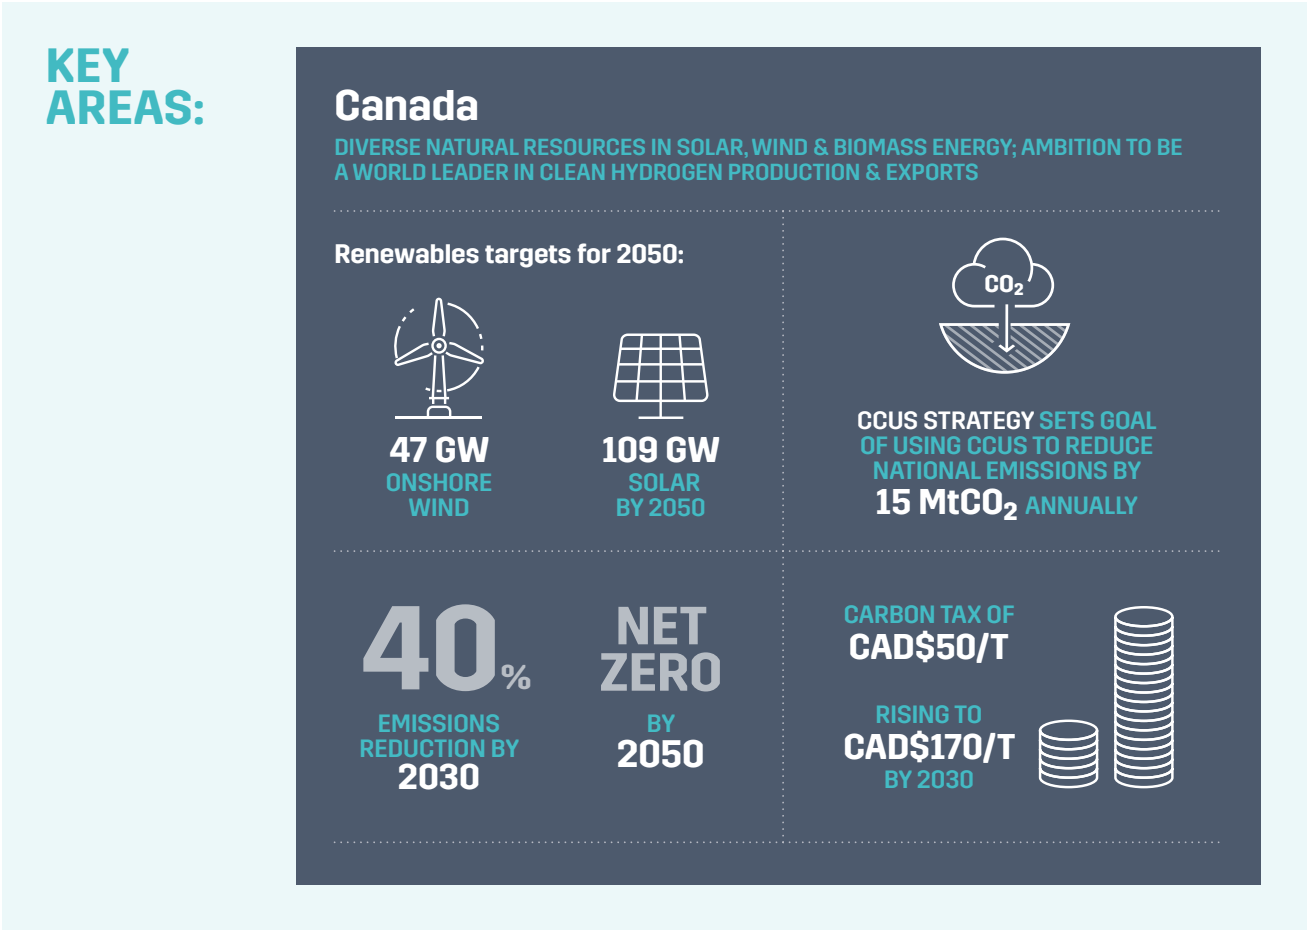 KEY
AREAS:
Canada
DIVERSE NATURAL RESOURCES IN SOLAR, WIND & BIOMASS ENERGY; AMBITION TO BE
A WORLD LEADER IN CLEAN HYDROGEN PRODUCTION & EXPORTS
Renewables targets for 2050:
47 GW
ONSHORE
WIND
109 GW
SOLAR
BY 2050
CO₂
CCUS STRATEGY SETS GOAL
OF USING CCUS TO REDUCE
NATIONAL EMISSIONS BY
15 MtCO₂ ANNUALLY
40%
EMISSIONS
REDUCTION BY
2030
NET
ZERO
BY
2050
CARBON TAX OF
CAD$50/T
RISING TO
CAD$170/T
BY 2030